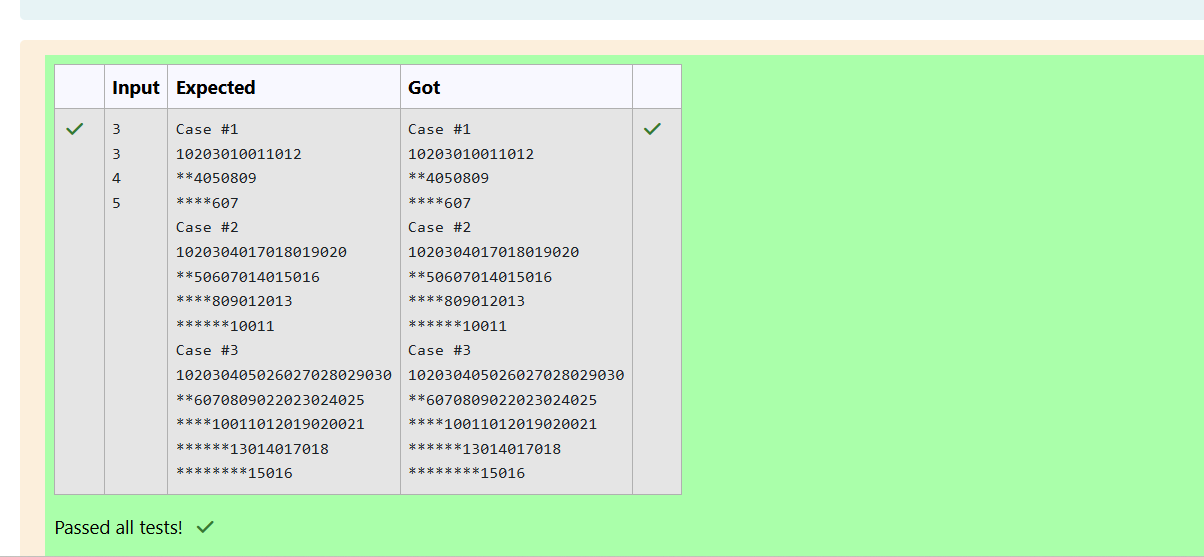 Input Expected Got
3 Case #1 Case #1
3 10203010011012 10203010011012
4 **4050809 **4050809
5 ****607 ****607
Case #2 Case #2
1020304017018019020 1020304017018019020
**50607014015016 **50607014015016
****809012013 ****809012013
******10011 ******10011
Case #3 Case #3
102030405026027028029030 102030405026027028029030
**6070809022023024025 **6070809022023024025
****10011012019020021 ****10011012019020021
******13014017018 ******13014017018
********15016 ********15016
Passed all tests!